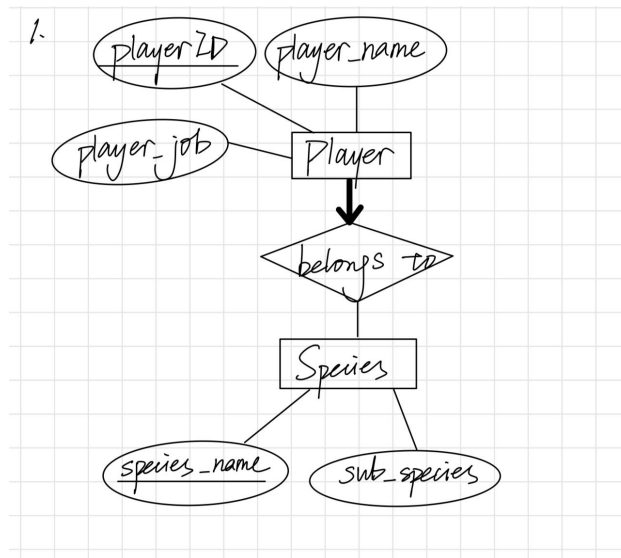 1.
playerID
player_name
player_job
Player
belongs to
Species
species_name
sub_species